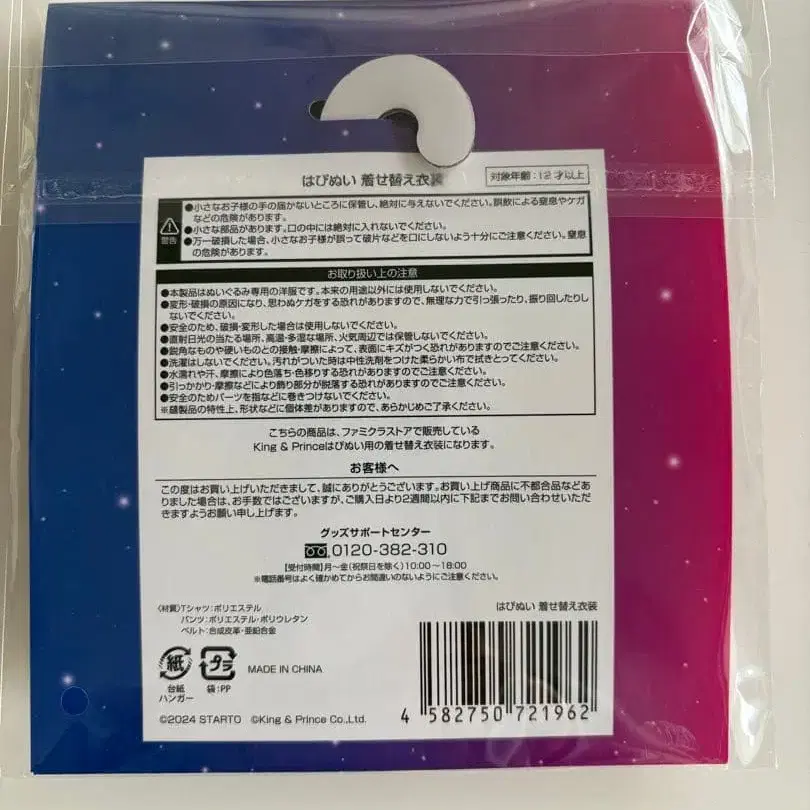 はぴぬい 着せ替え衣装
対象年齢:12才以上
警告
●小さなお子様の手の届かないところに保管し、絶対に与えないでください。誤飲による窒息やケガ
などの危険があります。
●小さな部品があります。口の中には絶対に入れないでください。
●万一破損した場合、小さなお子様が誤って破片などを口にしないよう十分にご注意ください。窒息
の危険があります。
お取り扱い上の注意
●本製品はぬいぐるみ専用の洋服です。本来の用途以外には使用しないでください。
●変形・破損の原因になり、思わぬケガをする恐れがありますので、無理な力で引っ張ったり、振り回したりし
ないでください。
●安全のため、破損・変形した場合は使用しないでください。
●直射日光の当たる場所、高温・多湿な場所、火気周辺では保管しないでください。
●鋭角なものや硬いものとの接触・摩擦によって、表面にキズがつく恐れがありますのでご注意ください。
●洗濯はしないでください。汚れがついた時は中性洗剤をつけた柔らかい布で拭きとってください。
●水濡れや汗、摩擦により色落ち・色移りする恐れがありますのでご注意ください。
●引っかかり・摩擦などにより飾り部分が脱落する恐れがありますのでご注意ください。
●安全のためパーツを指などに巻きつけないでください。
※縫製品の特性上、形状などに個体差がありますので、あらかじめご了承ください。
こちらの商品は、ファミクラストアで販売している
King & Princeはぴぬい用の着せ替え衣装になります。
お客様へ
この度はお買い上げいただきまして、誠にありがとうございます。お買い上げ商品に不都合品などあ
りました場合は、お手数ではございますが、ご購入日より2週間以内に下記までお問い合わせいただ
きますようお願い申し上げます。
グッズサポートセンター
0120-382-310
【受付時間】月〜金(祝祭日を除く)10:00〜18:00
※電話番号はよく確かめてからお間違いのないようにご注意ください。
〈材質〉Tシャツ:ポリエステル
パンツ:ポリエステル・ポリウレタン
ベルト:合成皮革・亜鉛合金
はぴぬい 着せ替え衣装
紙
台紙
ハンガー
プラ
袋:PP
MADE IN CHINA
©2024 STARTO ©King & Prince Co.,Ltd.
4 582750 721962